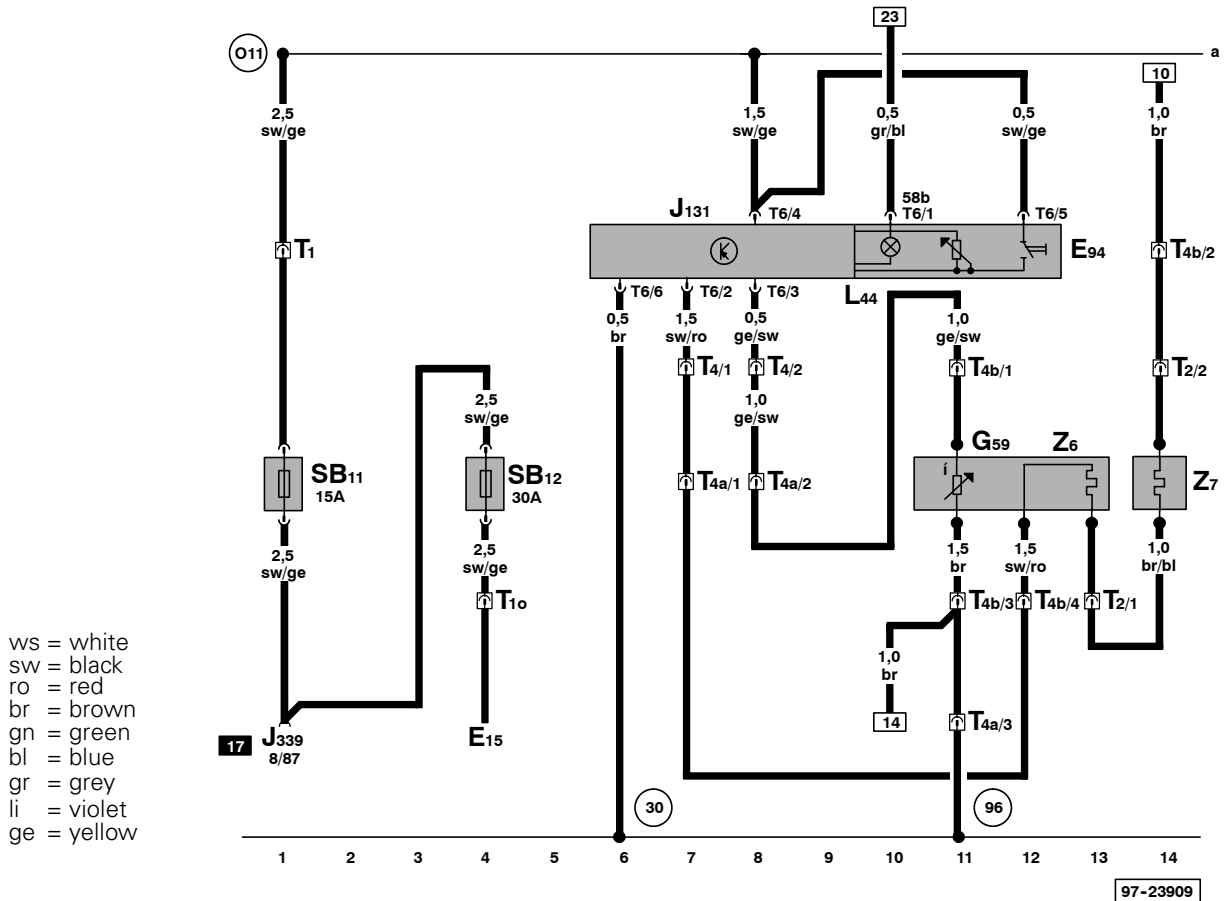 23
O11
a
10
2,5
sw/ge
1,5
sw/ge
0,5
gr/bl
0,5
sw/ge
1,0
br
J131
T6/4
58b
T6/1
T6/5
T1
E94
T4b/2
T6/6
T6/2
T6/3
L44
0,5
br
1,5
sw/ro
0,5
ge/sw
1,0
ge/sw
T4/1
T4/2
T4b/1
T2/2
2,5
sw/ge
1,0
ge/sw
G59
Z6
SB11
15A
SB12
30A
T4a/1
T4a/2
í
Z7
2,5
sw/ge
2,5
sw/ge
1,5
br
1,5
sw/ro
1,0
br/bl
T1o
T4b/3
T4b/4
T2/1
1,0
br
14
T4a/3
17
J339
8/87
E15
30
96
ws = white
sw = black
ro = red
br = brown
gn = green
bl = blue
gr = grey
li = violet
ge = yellow
1 2 3 4 5 6 7 8 9 10 11 12 13 14
97-23909